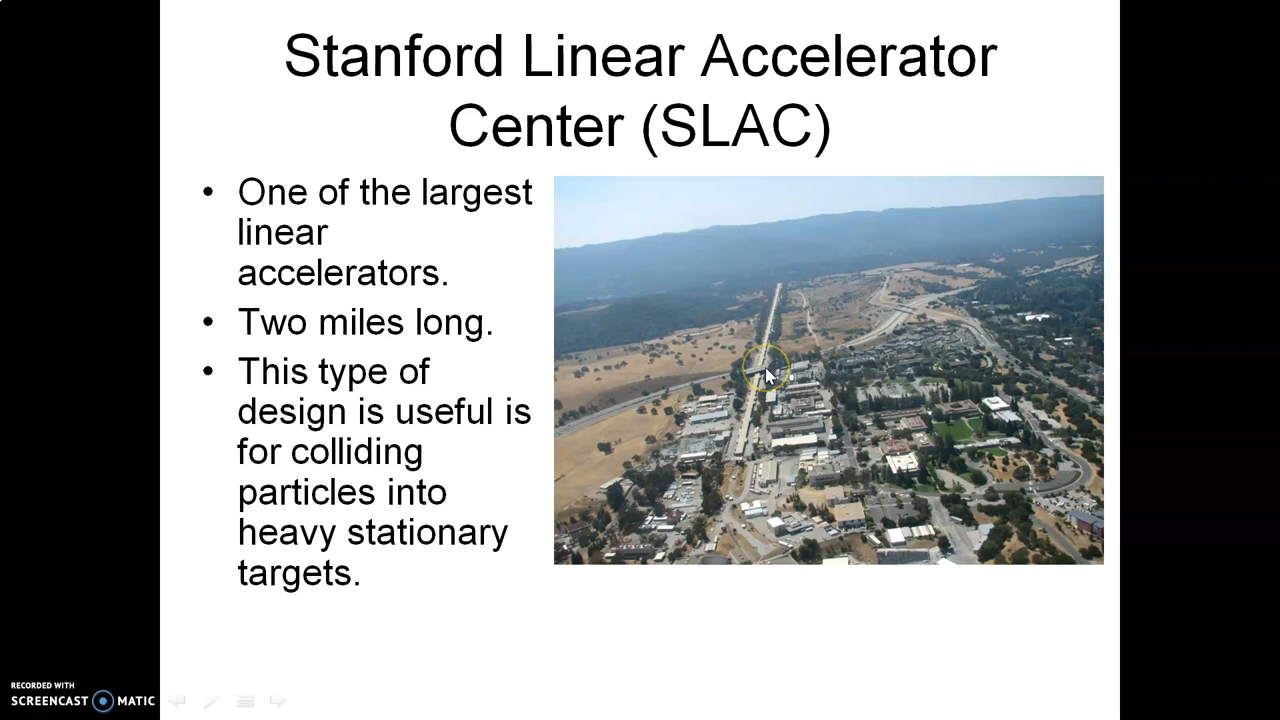 Stanford Linear Accelerator
Center (SLAC)
• One of the largest
linear
accelerators.
• Two miles long.
• This type of
design is useful is
for colliding
particles into
heavy stationary
targets.
RECORDED WITH
SCREENCAST MATIC